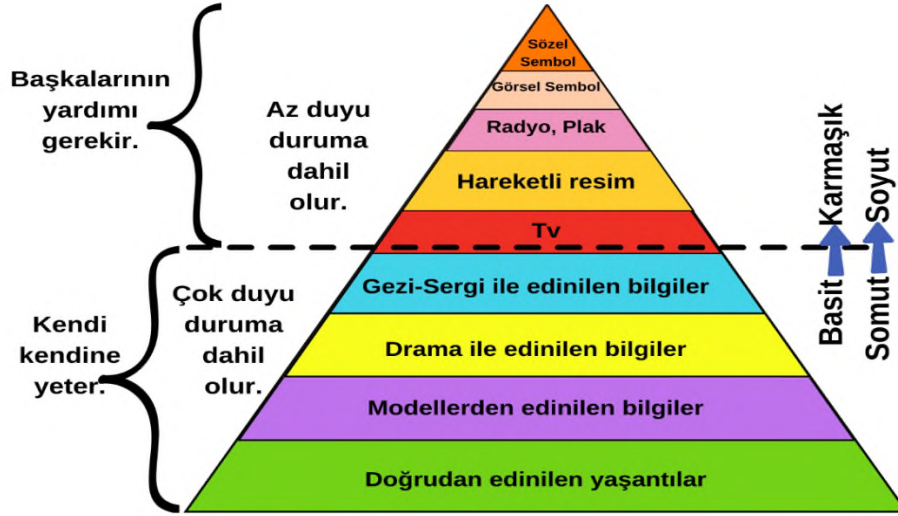 Başkalarının
yardımı
gerekir.
Az duyu
duruma
dahil
olur.
Kendi
kendine
yeter.
Çok duyu
duruma
dahil
olur.
Sözel
Sembol
Görsel Sembol
Radyo, Plak
Hareketli resim
Tv
Gezi-Sergi ile edinilen bilgiler
Drama ile edinilen bilgiler
Modellerden edinilen bilgiler
Doğrudan edinilen yaşantılar
Basit Karmaşık
Somut Soyut